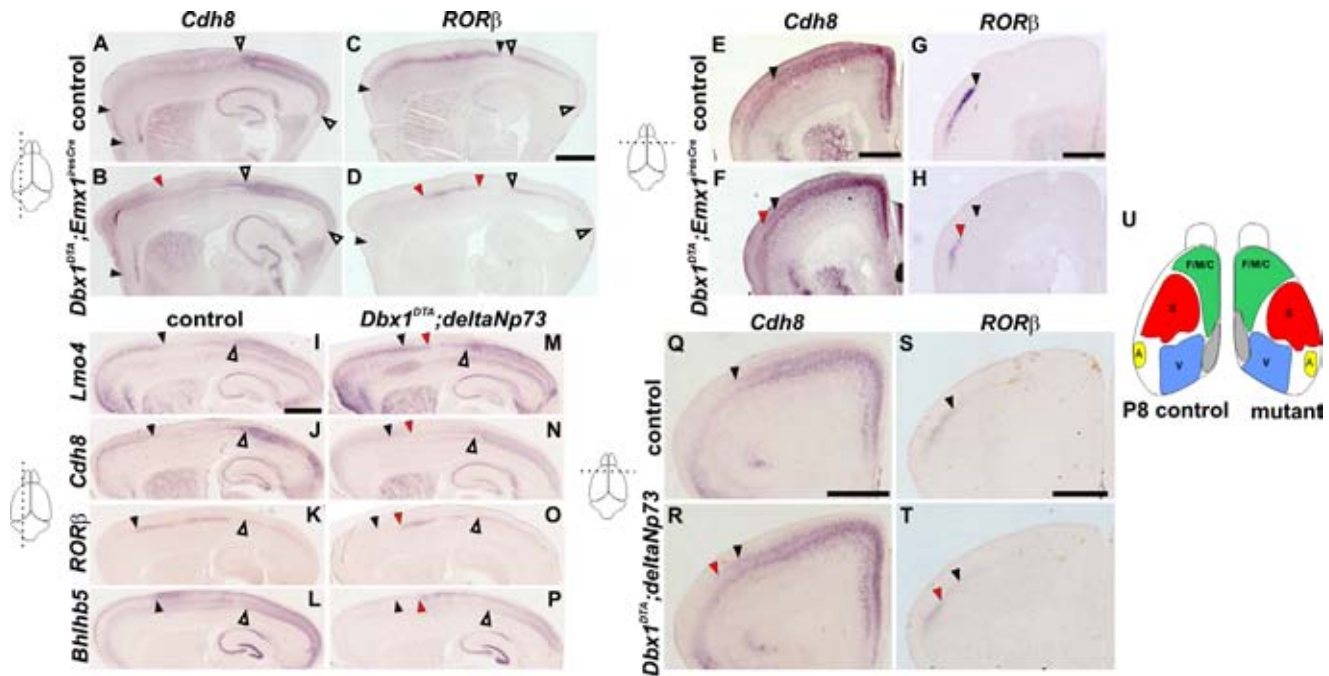 Cdh8 RORβ
Cdh8 RORβ
control
Dbx1DTA;Emx1IresCre
A
C
B
D
control
Dbx1DTA;Emx1IresCre
E
G
F
H
control Dbx1DTA;deltaNp73
Lmo4
I
M
Cdh8
J
N
RORβ
K
O
Bhlhb5
L
P
Cdh8 RORβ
control
Q
S
Dbx1DTA;deltaNp73
R
T
U
F/M/C F/M/C
S S
A A
V V
P8 control mutant